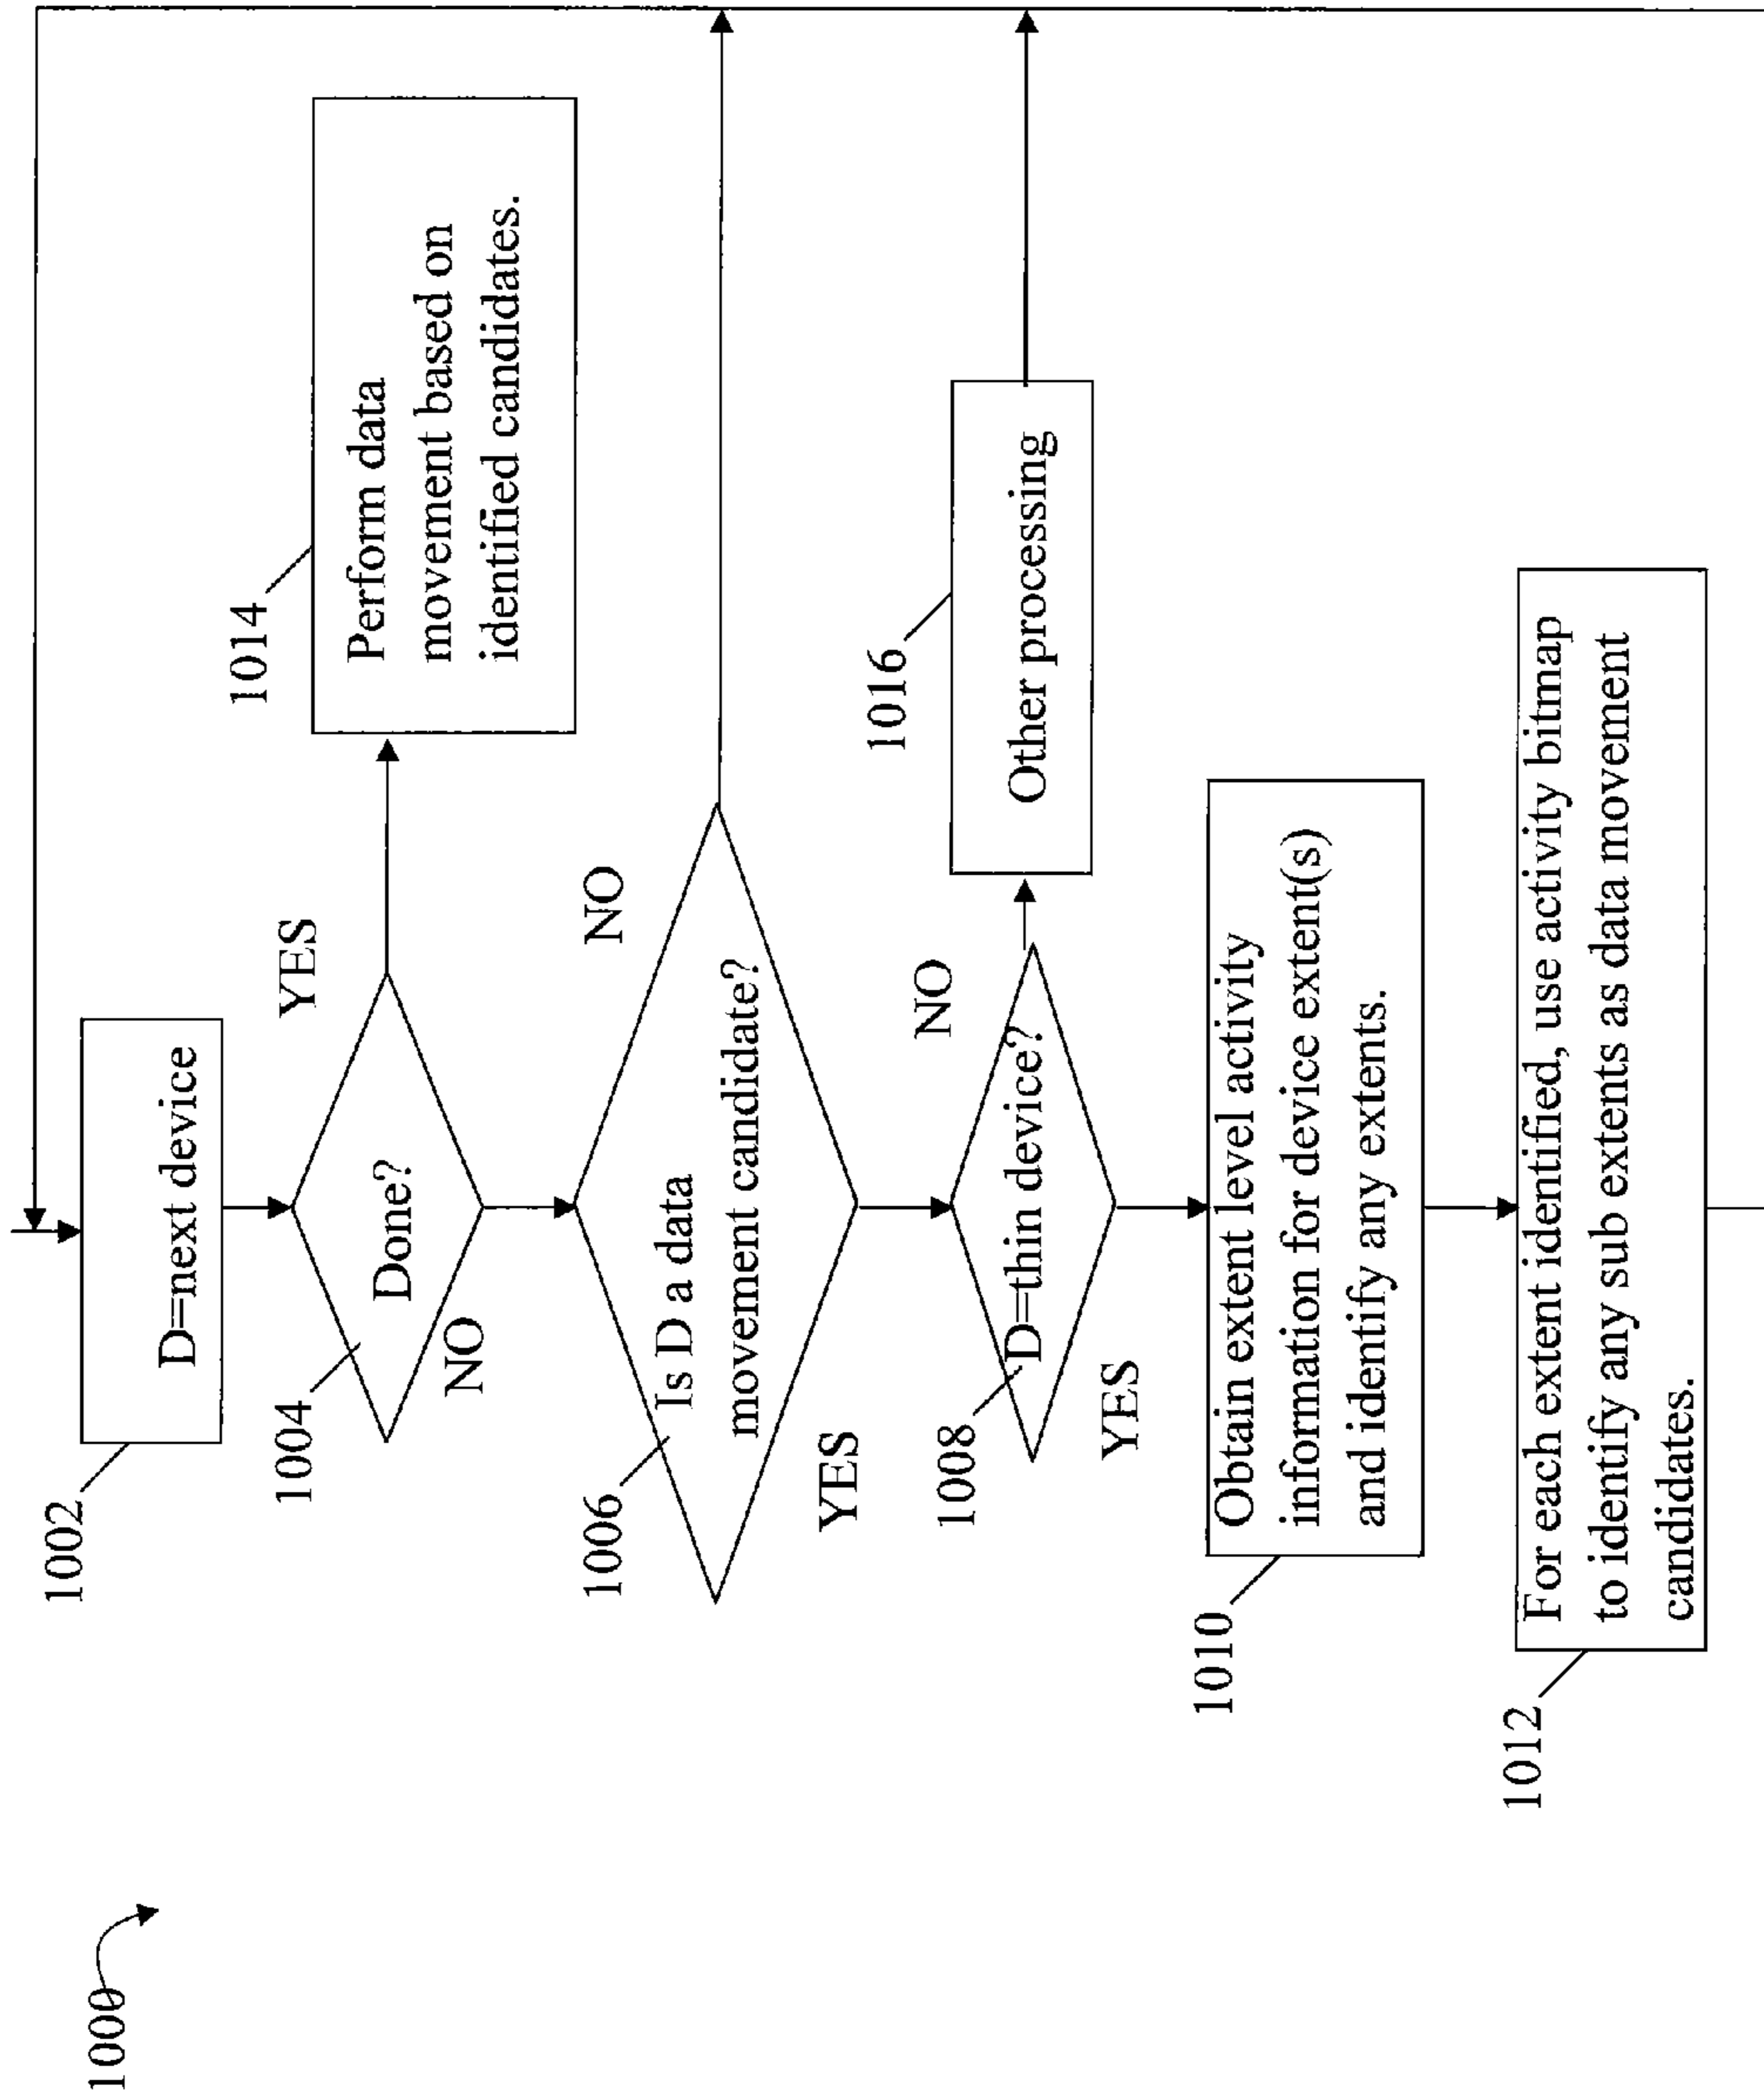 1000
1002
D=next device
1004
Done?
YES
NO
1014
Perform data
movement based on
identified candidates.
1006
Is D a data
movement candidate?
NO
YES
1008
D=thin device?
NO
YES
1016
Other processing
1010
Obtain extent level activity
information for device extent(s)
and identify any extents.
1012
For each extent identified, use activity bitmap
to identify any sub extents as data movement
candidates.